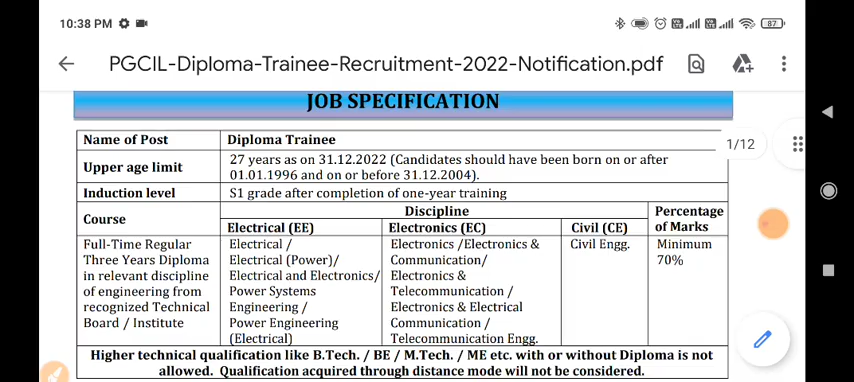 10:38 PM
87
PGCIL-Diploma-Trainee-Recruitment-2022-Notification.pdf
JOB SPECIFICATION
1/12
Name of Post Diploma Trainee
Upper age limit 27 years as on 31.12.2022 (Candidates should have been born on or after
01.01.1996 and on or before 31.12.2004).
Induction level S1 grade after completion of one-year training
Course Discipline Percentage
of Marks
Electrical (EE) Electronics (EC) Civil (CE)
Full-Time Regular Electrical / Electronics /Electronics & Civil Engg. Minimum
Three Years Diploma Electrical (Power)/ Communication/ 70%
in relevant discipline Electrical and Electronics/ Electronics &
of engineering from Power Systems Telecommunication /
recognized Technical Engineering / Electronics & Electrical
Board / Institute Power Engineering Communication /
(Electrical) Telecommunication Engg.
Higher technical qualification like B.Tech. / BE / M.Tech. / ME etc. with or without Diploma is not
allowed. Qualification acquired through distance mode will not be considered.